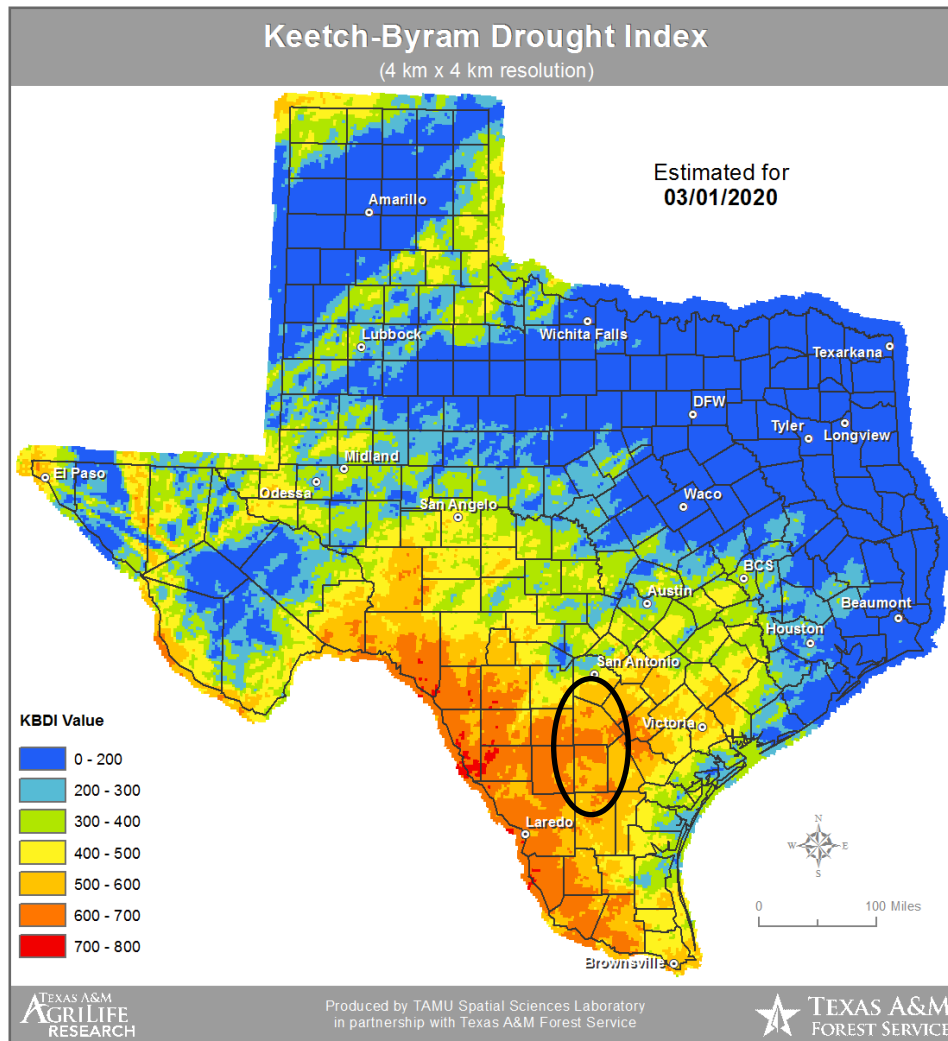 Keetch-Byram Drought Index
(4 km x 4 km resolution)
Estimated for
03/01/2020
Amarillo
Lubbock
Wichita Falls
Texarkana
DFW
Tyler
Longview
Midland
El Paso
Odessa
San Angelo
Waco
BCS
Austin
Beaumont
Houston
San Antonio
Victoria
Laredo
Brownsville
KBDI Value
0 - 200
200 - 300
300 - 400
400 - 500
500 - 600
600 - 700
700 - 800
N
W E
S
0 100 Miles
TEXAS A&M
AGRILIFE
RESEARCH
Produced by TAMU Spatial Sciences Laboratory
in partnership with Texas A&M Forest Service
TEXAS A&M
FOREST SERVICE